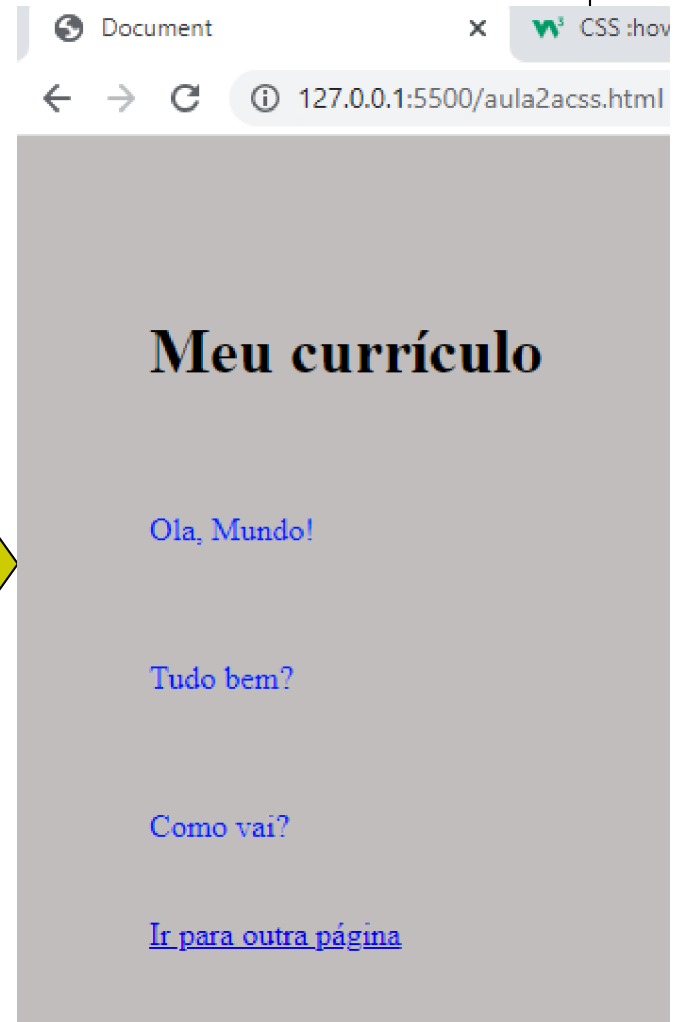 Document
CSS :hov
127.0.0.1:5500/aula2acss.html
Meu currículo
Ola, Mundo!
Tudo bem?
Como vai?
Ir para outra página